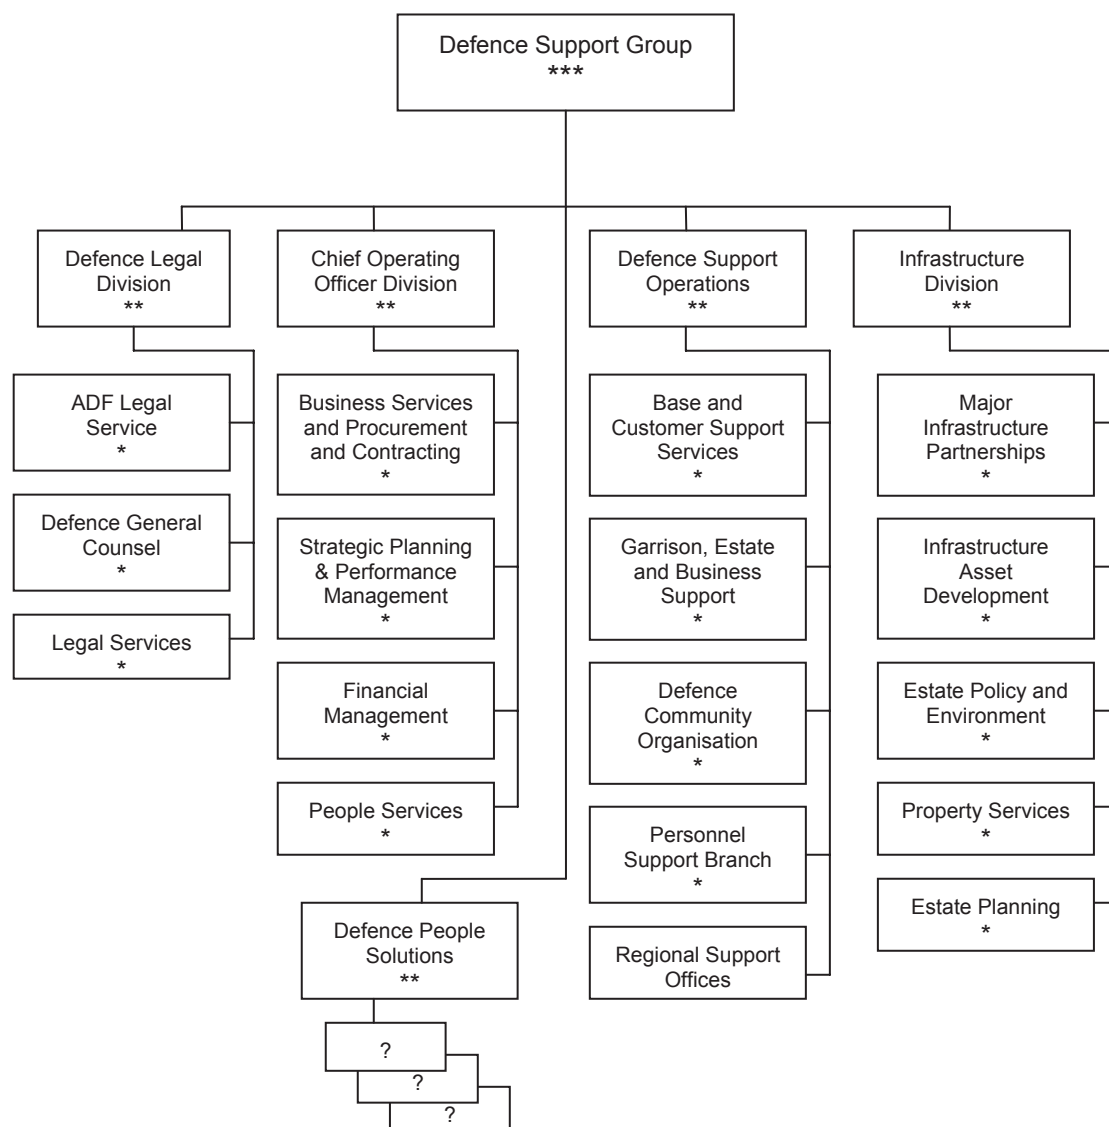 Defence Support Group
***
Defence Legal
Division
**
Chief Operating
Officer Division
**
Defence Support
Operations
**
Infrastructure
Division
**
ADF Legal
Service
*
Defence General
Counsel
*
Legal Services
*
Business Services
and Procurement
and Contracting
*
Strategic Planning
& Performance
Management
*
Financial
Management
*
People Services
*
Defence People
Solutions
**
?
?
?
Base and
Customer Support
Services
*
Garrison, Estate
and Business
Support
*
Defence
Community
Organisation
*
Personnel
Support Branch
*
Regional Support
Offices
Major
Infrastructure
Partnerships
*
Infrastructure
Asset
Development
*
Estate Policy and
Environment
*
Property Services
*
Estate Planning
*